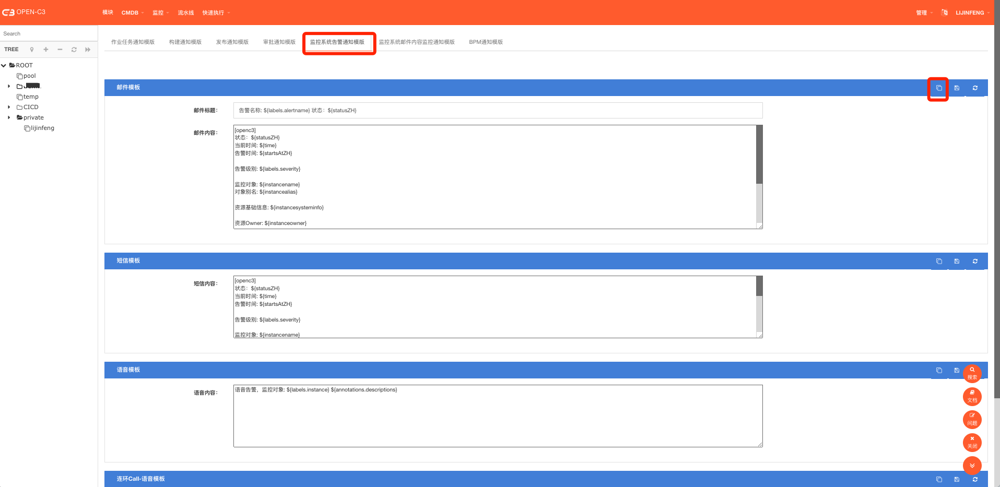 OPEN-C3
模块
CMDB
监控
流水线
快速执行
管理
LIJINFENG
Search
TREE
ROOT
pool
temp
CICD
private
lijinfeng
作业任务通知模版
构建通知模版
发布通知模版
审批通知模版
监控系统告警通知模版
监控系统邮件内容监控通知模版
BPM通知模版
邮件模板
邮件标题：
告警名称: ${labels.alertname} 状态：${statusZH}
邮件内容：
[openc3]
状态：${statusZH}
当前时间: ${time}
告警时间: ${startsAtZH}
告警级别: ${labels.severity}
监控对象: ${instancename}
对象别名: ${instancealias}
资源基础信息: ${instancesysteminfo}
资源Owner: ${instanceowner}
短信模板
短信内容：
[openc3]
状态：${statusZH}
当前时间: ${time}
告警时间: ${startsAtZH}
告警级别: ${labels.severity}
监控对象: ${instancename}
语音模板
语音内容：
语音告警，监控对象: ${labels.instance} ${annotations.descriptions}
搜索
文档
问题
关闭
连环Call-语音模板